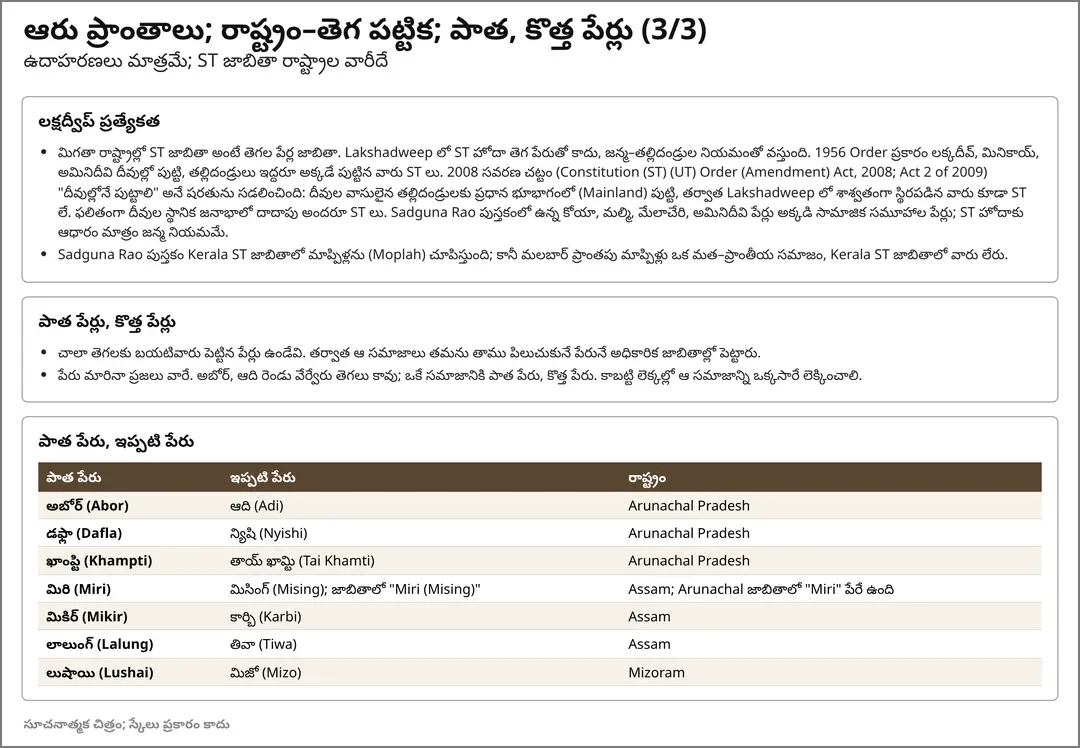 ఆరు ప్రాంతాలు; రాష్ట్రం–తెగ పట్టిక; పాత, కొత్త పేర్లు (3/3)
ఉదాహరణలు మాత్రమే; ST జాబితా రాష్ట్రాల వారీదే
లక్షద్వీప్ ప్రత్యేకత
• మిగతా రాష్ట్రాల్లో ST జాబితా అంటే తెగల పేర్ల జాబితా. Lakshadweep లో ST హోదా తెగ పేరుతో కాదు, జన్మ–తల్లిదండ్రుల నియమంతో వస్తుంది. 1956 Order ప్రకారం లక్కదీవ్, మినికాయ్,
అమినిదీవి దీవుల్లో పుట్టి, తల్లిదండ్రులు ఇద్దరూ అక్కడే పుట్టిన వారు ST లు. 2008 సవరణ చట్టం (Constitution (ST) (UT) Order (Amendment) Act, 2008; Act 2 of 2009)
"దీవుల్లోనే పుట్టాలి" అనే షరతును సడలించింది: దీవుల వాసులైన తల్లిదండ్రులకు ప్రధాన భూభాగంలో (Mainland) పుట్టి, తర్వాత Lakshadweep లో శాశ్వతంగా స్థిరపడిన వారు కూడా ST
లే. ఫలితంగా దీవుల స్థానిక జనాభాలో దాదాపు అందరూ ST లు. Sadguna Rao పుస్తకంలో ఉన్న కోయా, మల్మి, మేలాచేరి, అమినిదీవి పేర్లు అక్కడి సామాజిక సమూహాల పేర్లు; ST హోదాకు
ఆధారం మాత్రం జన్మ నియమమే.
• Sadguna Rao పుస్తకం Kerala ST జాబితాలో మాప్పిళ్లను (Moplah) చూపిస్తుంది; కానీ మలబార్ ప్రాంతపు మాప్పిళ్లు ఒక మత–ప్రాంతీయ సమాజం, Kerala ST జాబితాలో వారు లేరు.
పాత పేర్లు, కొత్త పేర్లు
• చాలా తెగలకు బయటివారు పెట్టిన పేర్లు ఉండేవి. తర్వాత ఆ సమాజాలు తమను తాము పిలుచుకునే పేరునే అధికారిక జాబితాల్లో పెట్టారు.
• పేరు మారినా ప్రజలు వారే. అబోర్, ఆది రెండు వేర్వేరు తెగలు కావు; ఒకే సమాజానికి పాత పేరు, కొత్త పేరు. కాబట్టి లెక్కల్లో ఆ సమాజాన్ని ఒక్కసారే లెక్కించాలి.
పాత పేరు, ఇప్పటి పేరు
పాత పేరు ఇప్పటి పేరు రాష్ట్రం
అబోర్ (Abor) ఆది (Adi) Arunachal Pradesh
డఫ్లా (Dafla) న్యిషి (Nyishi) Arunachal Pradesh
ఖాంప్టి (Khampti) తాయ్ ఖామ్టి (Tai Khamti) Arunachal Pradesh
మిరి (Miri) మిసింగ్ (Mising); జాబితాలో "Miri (Mising)" Assam; Arunachal జాబితాలో "Miri" పేరే ఉంది
మికిర్ (Mikir) కార్బి (Karbi) Assam
లాలుంగ్ (Lalung) తివా (Tiwa) Assam
లుషాయి (Lushai) మిజో (Mizo) Mizoram
సూచనాత్మక చిత్రం; స్కేలు ప్రకారం కాదు